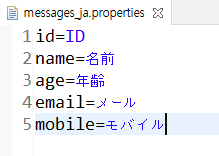 messages_ja.properties
1 id=ID
2 name=名前
3 age=年齢
4 email=メール
5 mobile=モバイル